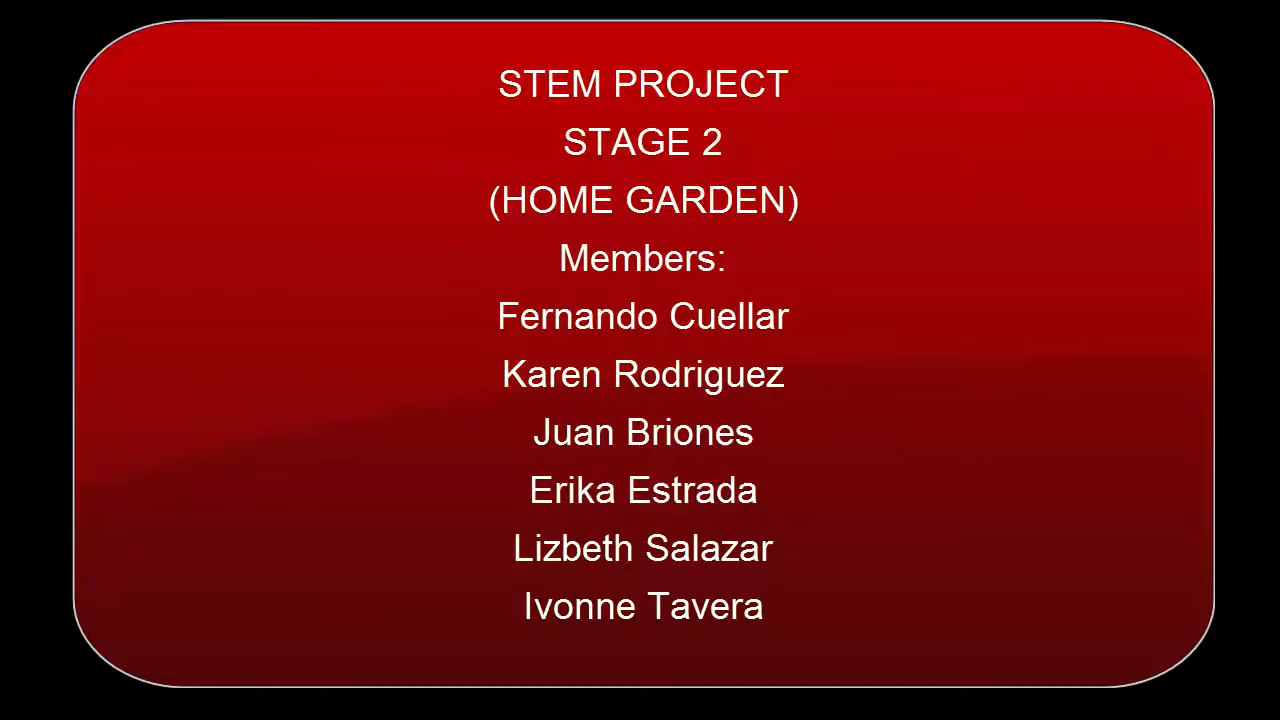 STEM PROJECT
STAGE 2
(HOME GARDEN)
Members:
Fernando Cuellar
Karen Rodriguez
Juan Briones
Erika Estrada
Lizbeth Salazar
Ivonne Tavera